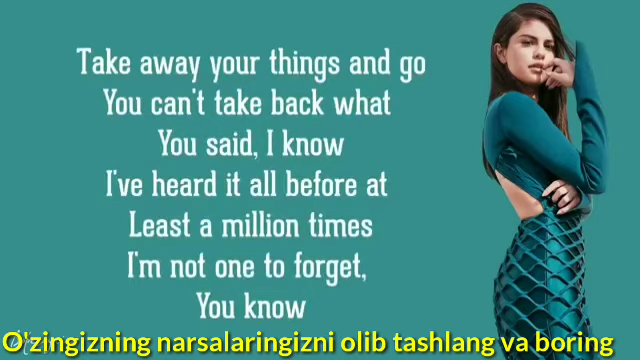 Take away your things and go
You can't take back what
You said, I know
I've heard it all before at
Least a million times
I'm not one to forget,
You know
O'zingizning narsalaringizni olib tashlang va boring